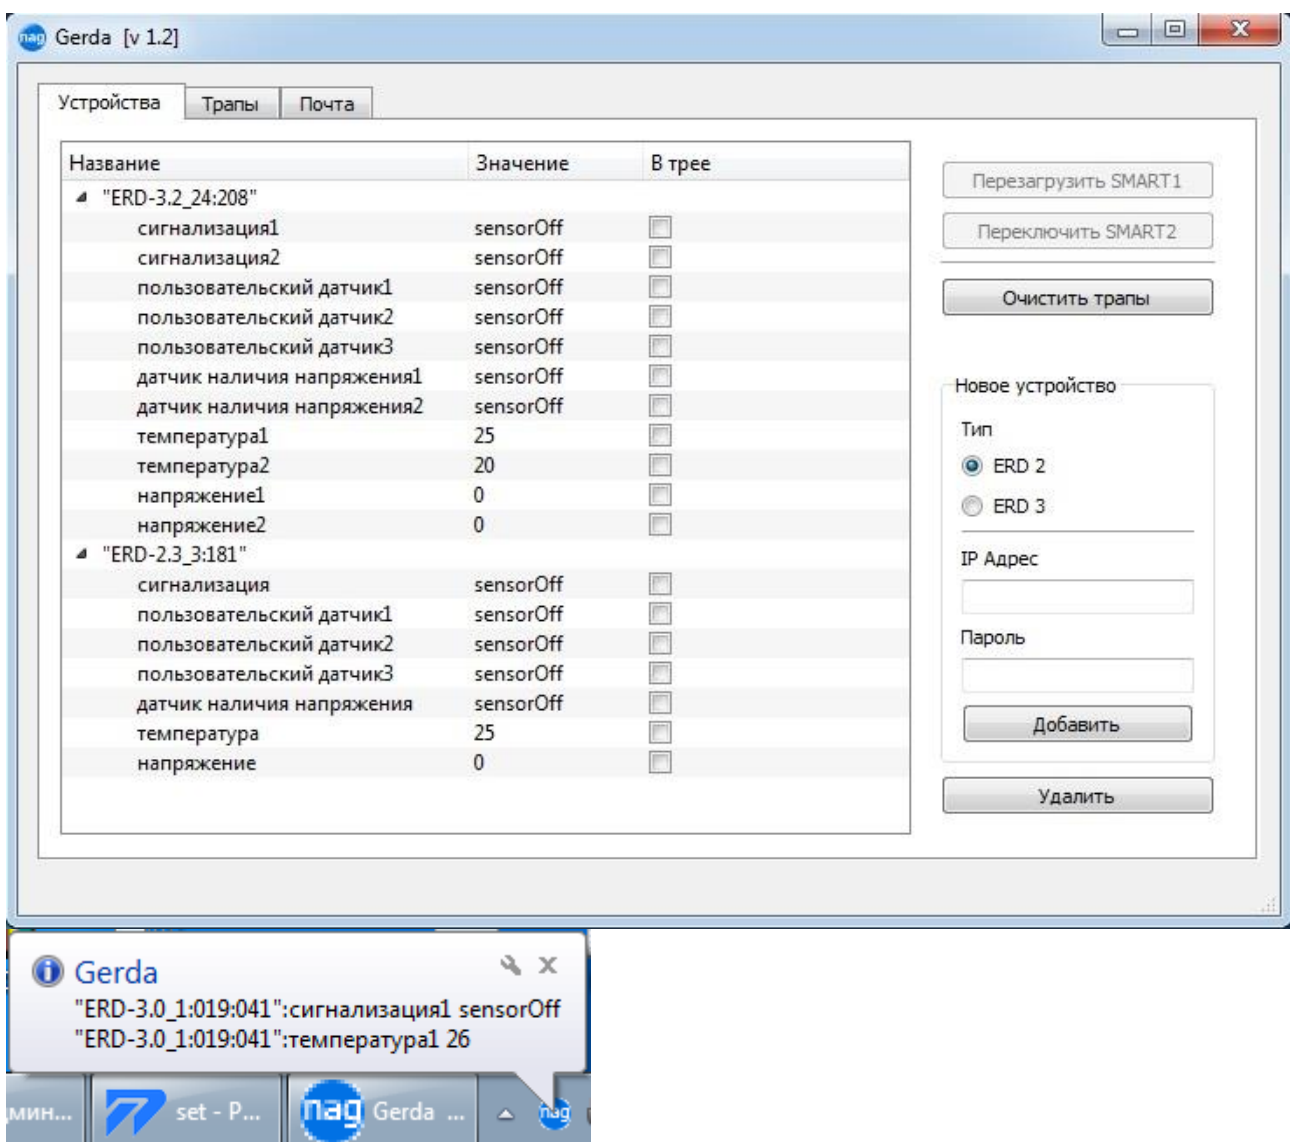 nag Gerda [v 1.2]
Устройства Трапы Почта
Название Значение В трее
"ERD-3.2_24:208"
сигнализация1 sensorOff
сигнализация2 sensorOff
пользовательский датчик1 sensorOff
пользовательский датчик2 sensorOff
пользовательский датчик3 sensorOff
датчик наличия напряжения1 sensorOff
датчик наличия напряжения2 sensorOff
температура1 25
температура2 20
напряжение1 0
напряжение2 0
"ERD-2.3_3:181"
сигнализация sensorOff
пользовательский датчик1 sensorOff
пользовательский датчик2 sensorOff
пользовательский датчик3 sensorOff
датчик наличия напряжения sensorOff
температура 25
напряжение 0
Перезагрузить SMART1
Переключить SMART2
Очистить трапы
Новое устройство
Тип
ERD 2
ERD 3
IP Адрес
Пароль
Добавить
Удалить
Gerda
"ERD-3.0_1:019:041":сигнализация1 sensorOff
"ERD-3.0_1:019:041":температура1 26
мин... set - P... nag Gerda ... nag